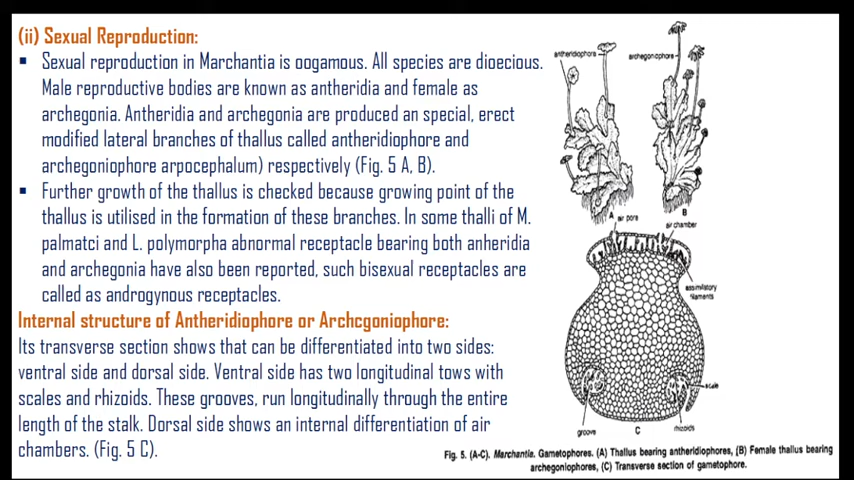 (ii) Sexual Reproduction:
▪ Sexual reproduction in Marchantia is oogamous. All species are dioecious.
Male reproductive bodies are known as antheridia and female as
archegonia. Antheridia and archegonia are produced an special, erect
modified lateral branches of thallus called antheridiophore and
archegoniophore arpocephalum) respectively (Fig. 5 A, B).
▪ Further growth of the thallus is checked because growing point of the
thallus is utilised in the formation of these branches. In some thalli of M.
palmatci and L. polymorpha abnormal receptacle bearing both anheridia
and archegonia have also been reported, such bisexual receptacles are
called as androgynous receptacles.
Internal structure of Antheridiophore or Archcgoniophore:
Its transverse section shows that can be differentiated into two sides:
ventral side and dorsal side. Ventral side has two longitudinal tows with
scales and rhizoids. These grooves, run longitudinally through the entire
length of the stalk. Dorsal side shows an internal differentiation of air
chambers. (Fig. 5 C).
antheridiophore
archegoniophore
A
B
air pore
air chamber
assimilatory
filaments
scale
groove
rhizoids
C
Fig. 5. (A-C). Marchantia. Gametophores. (A) Thallus bearing antheridiophores, (B) Female thallus bearing
archegoniophores, (C) Transverse section of gametophore.